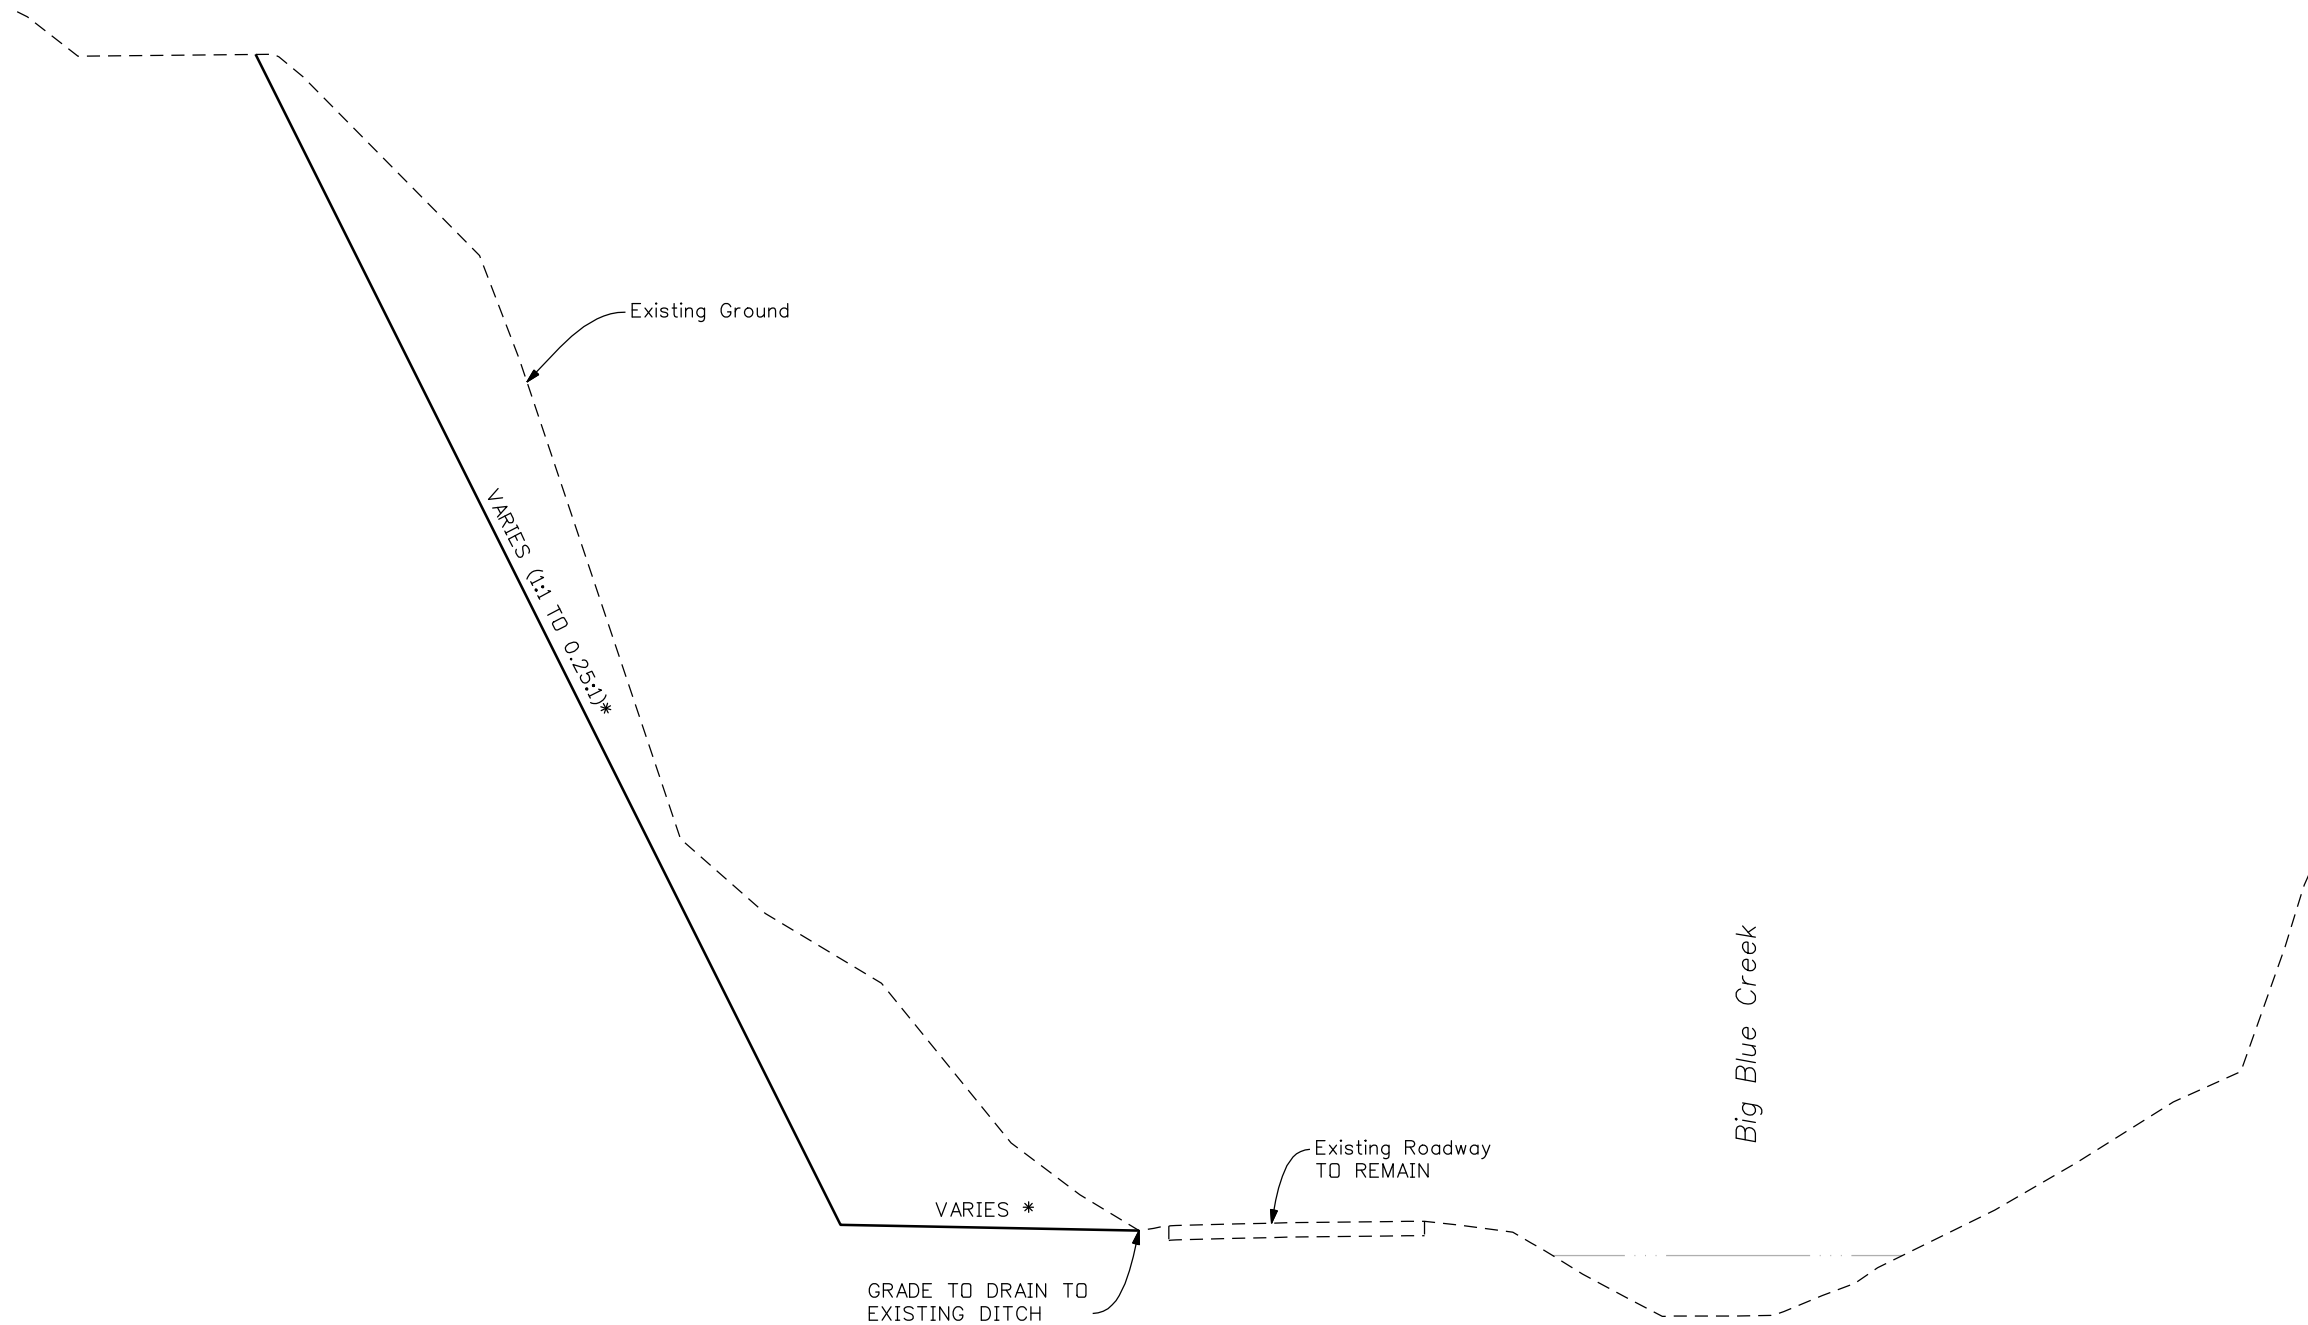 Existing Ground
VARIES (1:1 TO 0.25:1)*
Big Blue Creek
Existing Roadway
TO REMAIN
VARIES *
GRADE TO DRAIN TO
EXISTING DITCH